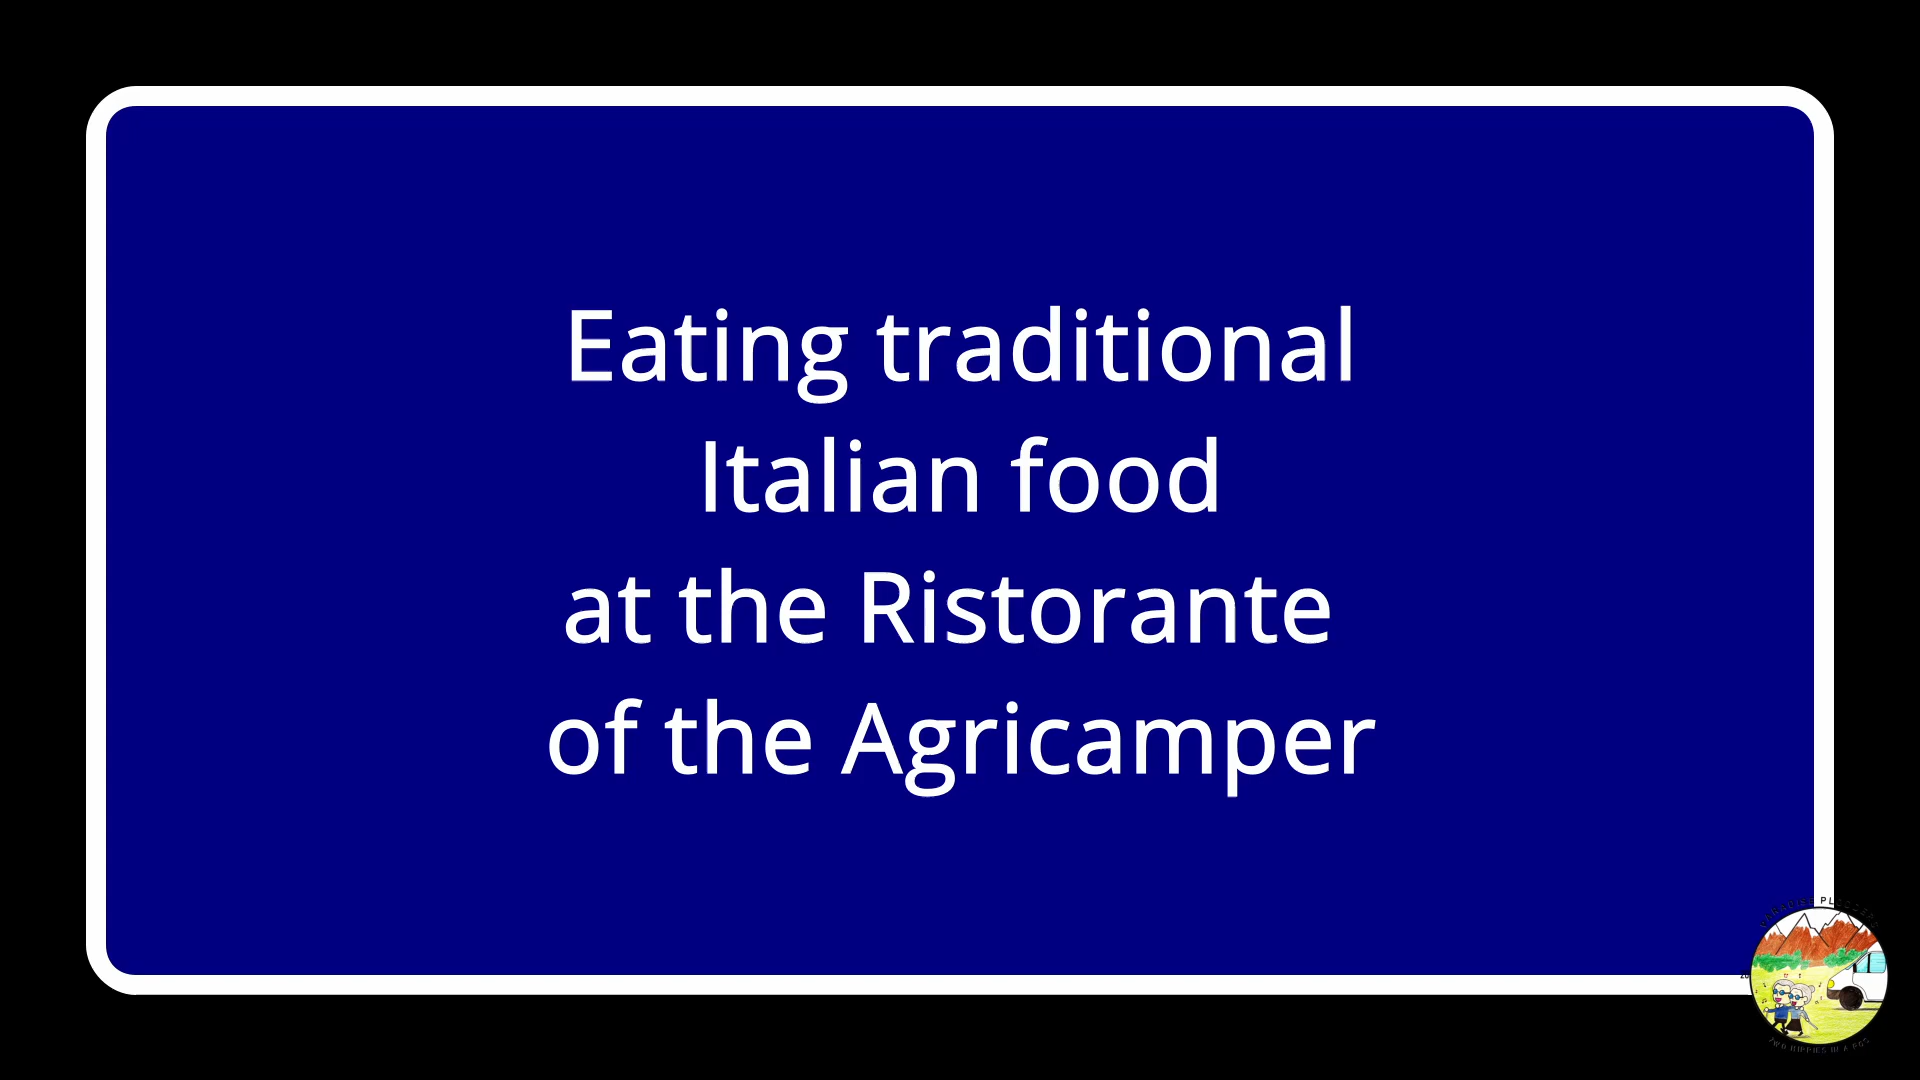 Eating traditional
Italian food
at the Ristorante
of the Agricamper